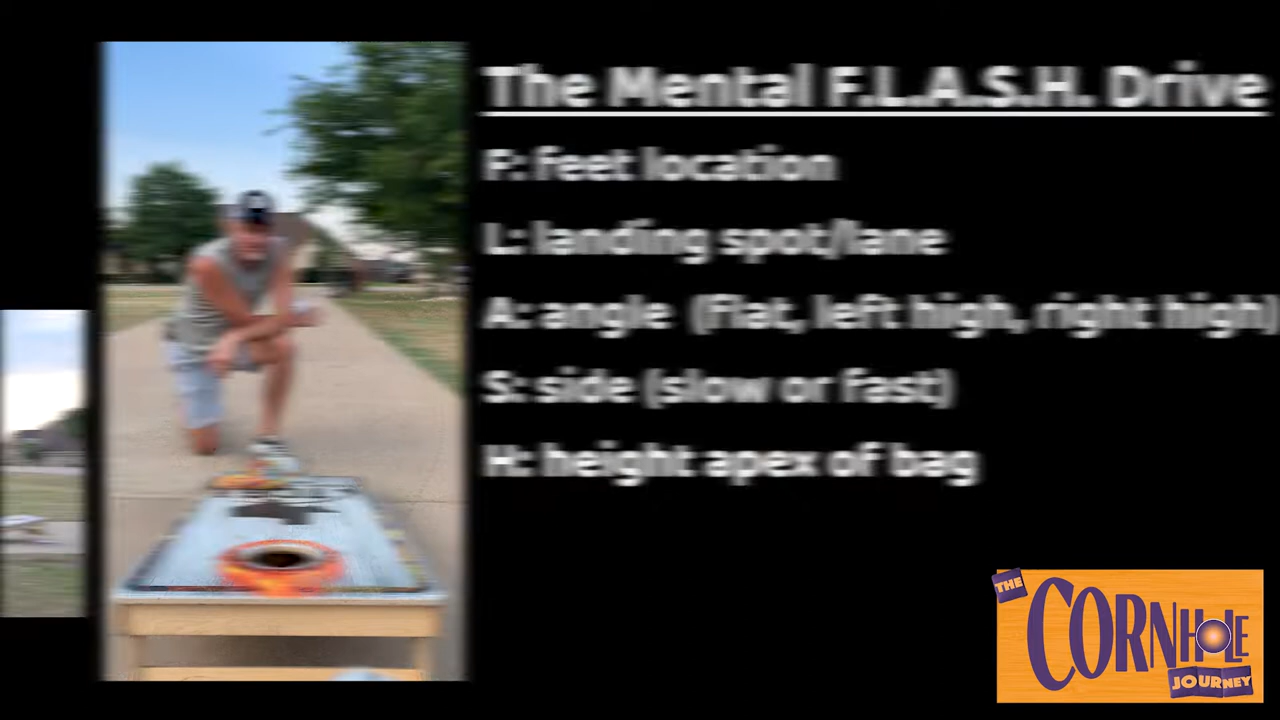 The Mental F.L.A.S.H. Drive
F: feet location
L: landing spot/lane
A: angle (flat, left high, right high)
S: side (slow or fast)
H: height apex of bag
THE
CORNHOLE
JOURNEY